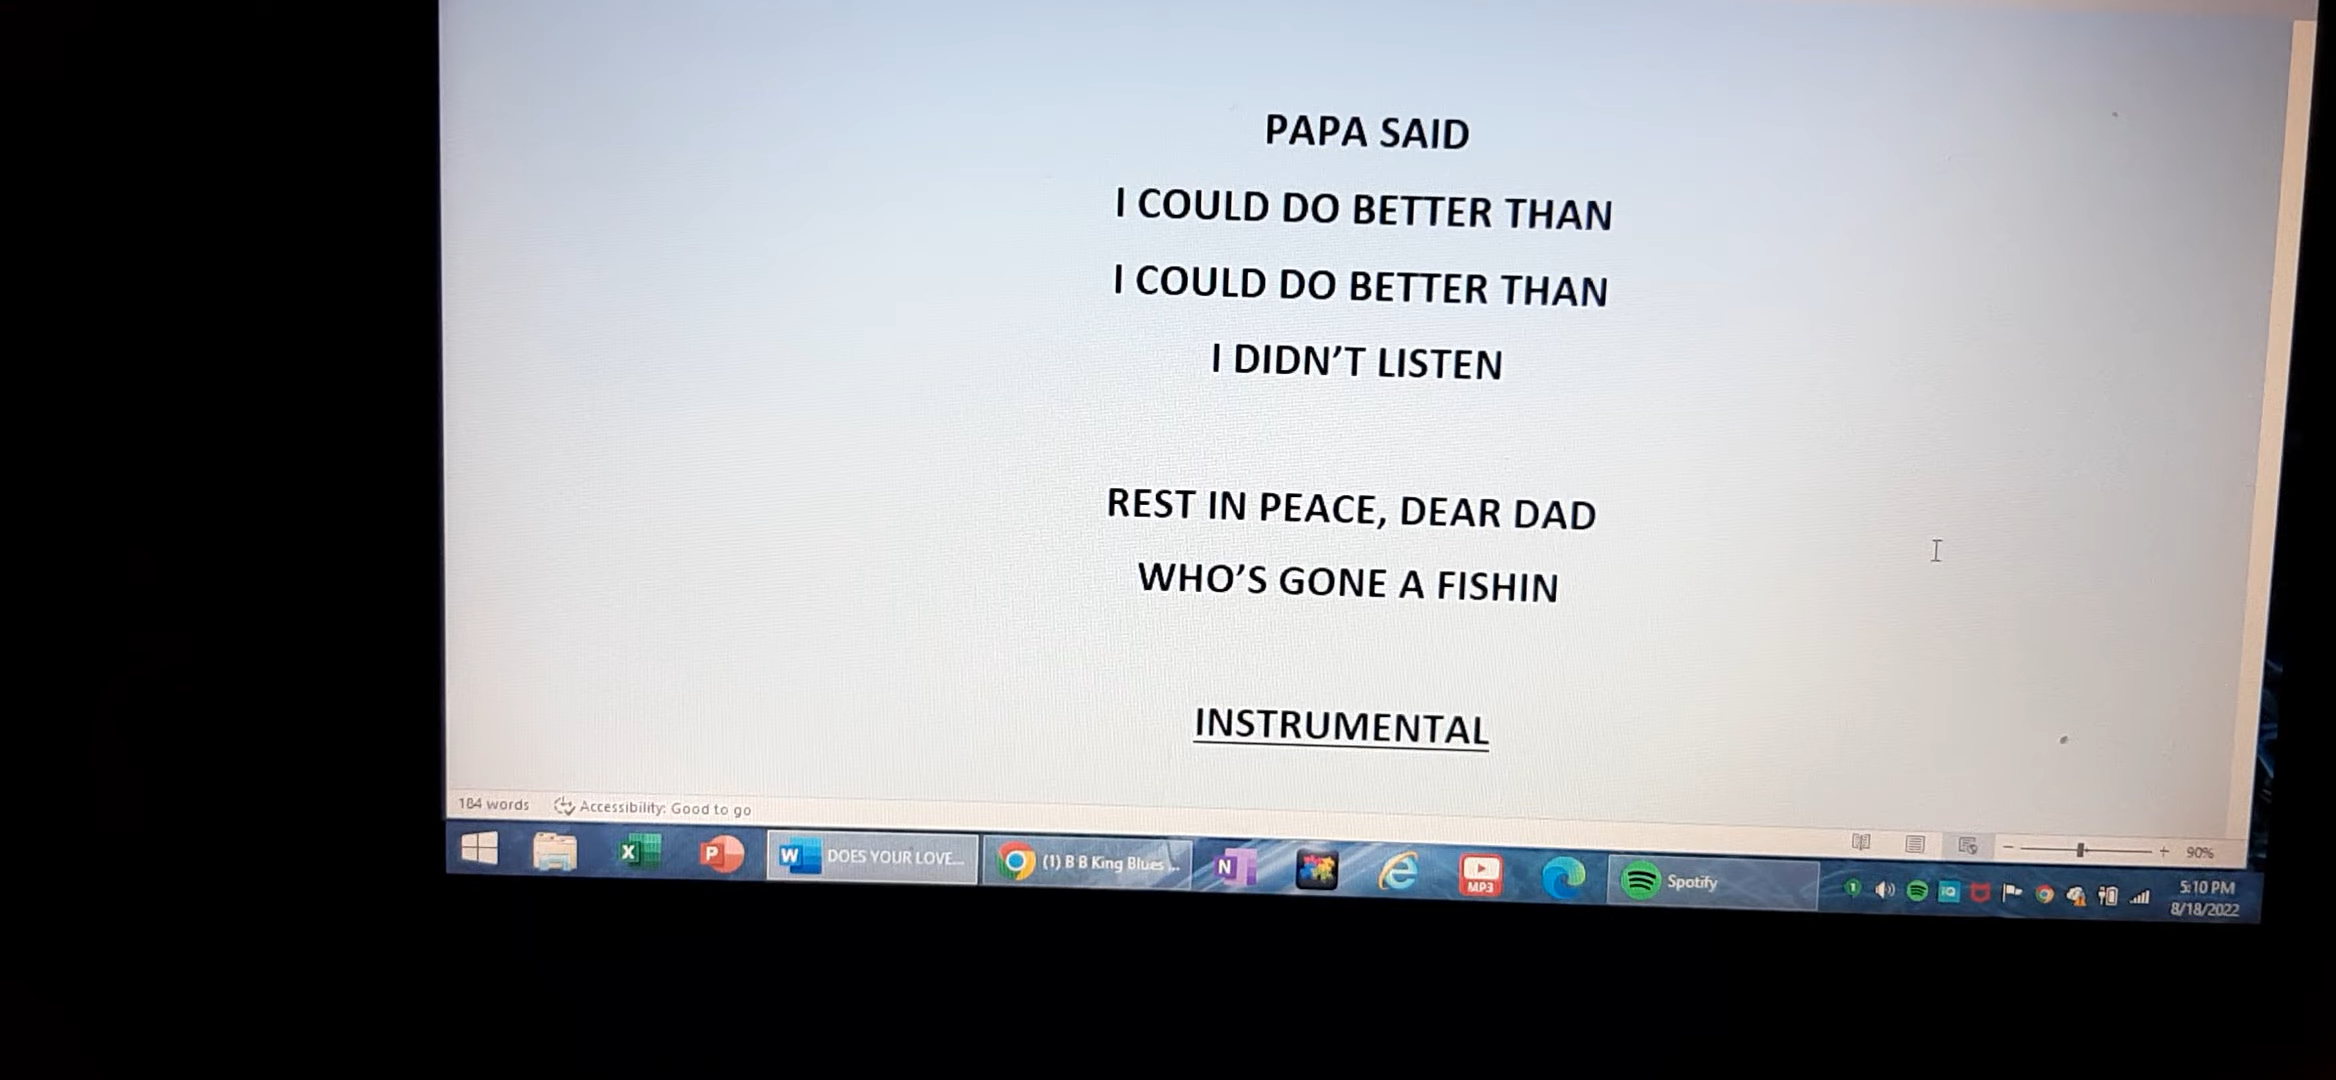 PAPA SAID
I COULD DO BETTER THAN
I COULD DO BETTER THAN
I DIDN'T LISTEN
REST IN PEACE, DEAR DAD
WHO'S GONE A FISHIN
INSTRUMENTAL
184 words Accessibility: Good to go
90%
X P W DOES YOUR LOVE... (1) B B King Blues ... N MP3 Spotify
5:10 PM
8/18/2022